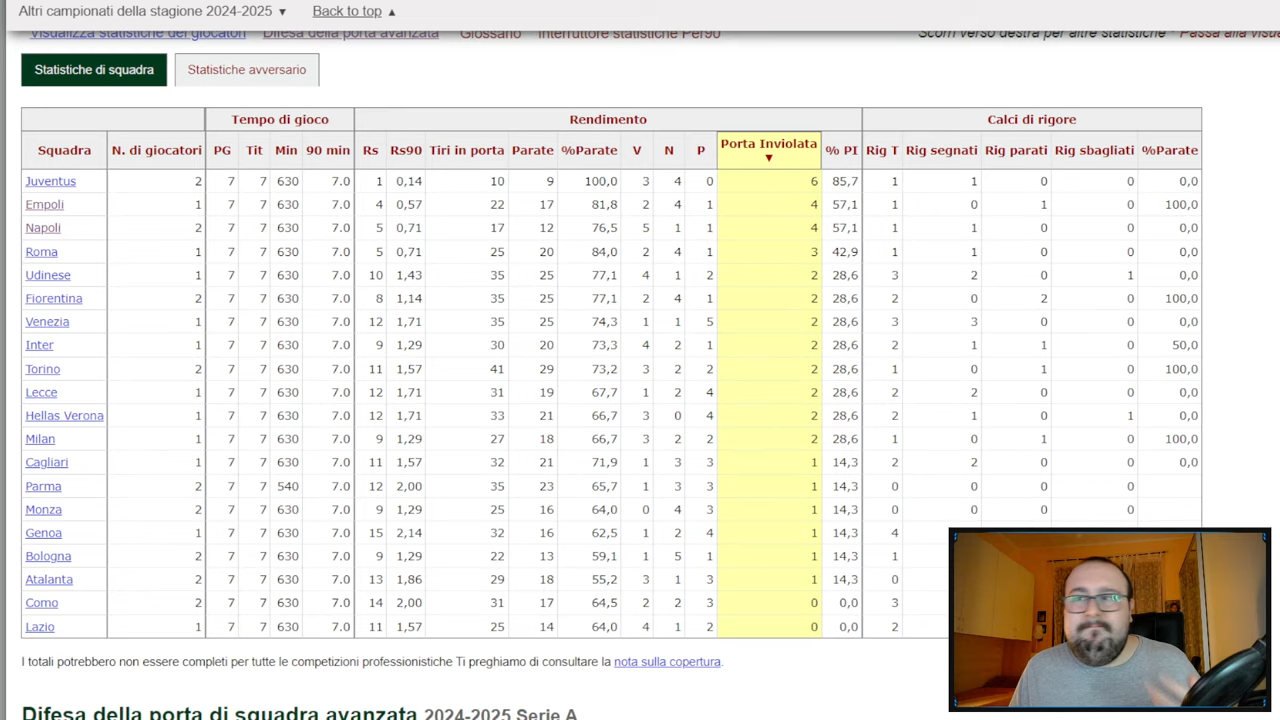 Altri campionati della stagione 2024-2025 ▼ Back to top ▲
Visualizza statistiche dei giocatori Difesa della porta avanzata Glossario Interruttore statistiche Per90 Scorri verso destra per altre statistiche · Passa alla
Statistiche di squadra Statistiche avversario
Tempo di gioco Rendimento Calci di rigore
Squadra N. di giocatori PG Tit Min 90 min Rs Rs90 Tiri in porta Parate %Parate V N P Porta Inviolata ▼ % PI Rig T Rig segnati Rig parati Rig sbagliati %Parate
Juventus 2 7 7 630 7.0 1 0,14 10 9 100,0 3 4 0 6 85,7 1 1 0 0 0,0
Empoli 1 7 7 630 7.0 4 0,57 22 17 81,8 2 4 1 4 57,1 1 0 1 0 100,0
Napoli 2 7 7 630 7.0 5 0,71 17 12 76,5 5 1 1 4 57,1 1 1 0 0 0,0
Roma 1 7 7 630 7.0 5 0,71 25 20 84,0 2 4 1 3 42,9 1 1 0 0 0,0
Udinese 1 7 7 630 7.0 10 1,43 35 25 77,1 4 1 2 2 28,6 3 2 0 1 0,0
Fiorentina 2 7 7 630 7.0 8 1,14 35 25 77,1 2 4 1 2 28,6 2 0 2 0 100,0
Venezia 1 7 7 630 7.0 12 1,71 35 25 74,3 1 1 5 2 28,6 3 3 0 0 0,0
Inter 1 7 7 630 7.0 9 1,29 30 20 73,3 4 2 1 2 28,6 2 1 1 0 50,0
Torino 1 7 7 630 7.0 11 1,57 41 29 73,2 3 2 2 2 28,6 1 0 1 0 100,0
Lecce 1 7 7 630 7.0 12 1,71 31 19 67,7 1 2 4 2 28,6 2 2 0 0 0,0
Hellas Verona 1 7 7 630 7.0 12 1,71 33 21 66,7 3 0 4 2 28,6 2 1 0 1 0,0
Milan 1 7 7 630 7.0 9 1,29 27 18 66,7 3 2 2 2 28,6 1 0 1 0 100,0
Cagliari 1 7 7 630 7.0 11 1,57 32 21 71,9 1 3 3 1 14,3 2 2 0 0 0,0
Parma 2 7 7 540 7.0 12 2,00 35 23 65,7 1 3 3 1 14,3 0 0 0 0
Monza 2 7 7 630 7.0 9 1,29 25 16 64,0 0 4 3 1 14,3 0 0 0 0
Genoa 1 7 7 630 7.0 15 2,14 32 16 62,5 1 2 4 1 14,3 4
Bologna 2 7 7 630 7.0 9 1,29 22 13 59,1 1 5 1 1 14,3 1
Atalanta 2 7 7 630 7.0 13 1,86 29 18 55,2 3 1 3 1 14,3 0
Como 2 7 7 630 7.0 14 2,00 31 17 64,5 2 2 3 0 0,0 3
Lazio 1 7 7 630 7.0 11 1,57 25 14 64,0 4 1 2 0 0,0 2
I totali potrebbero non essere completi per tutte le competizioni professionistiche Ti preghiamo di consultare la nota sulla copertura.
Difesa della porta di squadra avanzata 2024-2025 Serie A